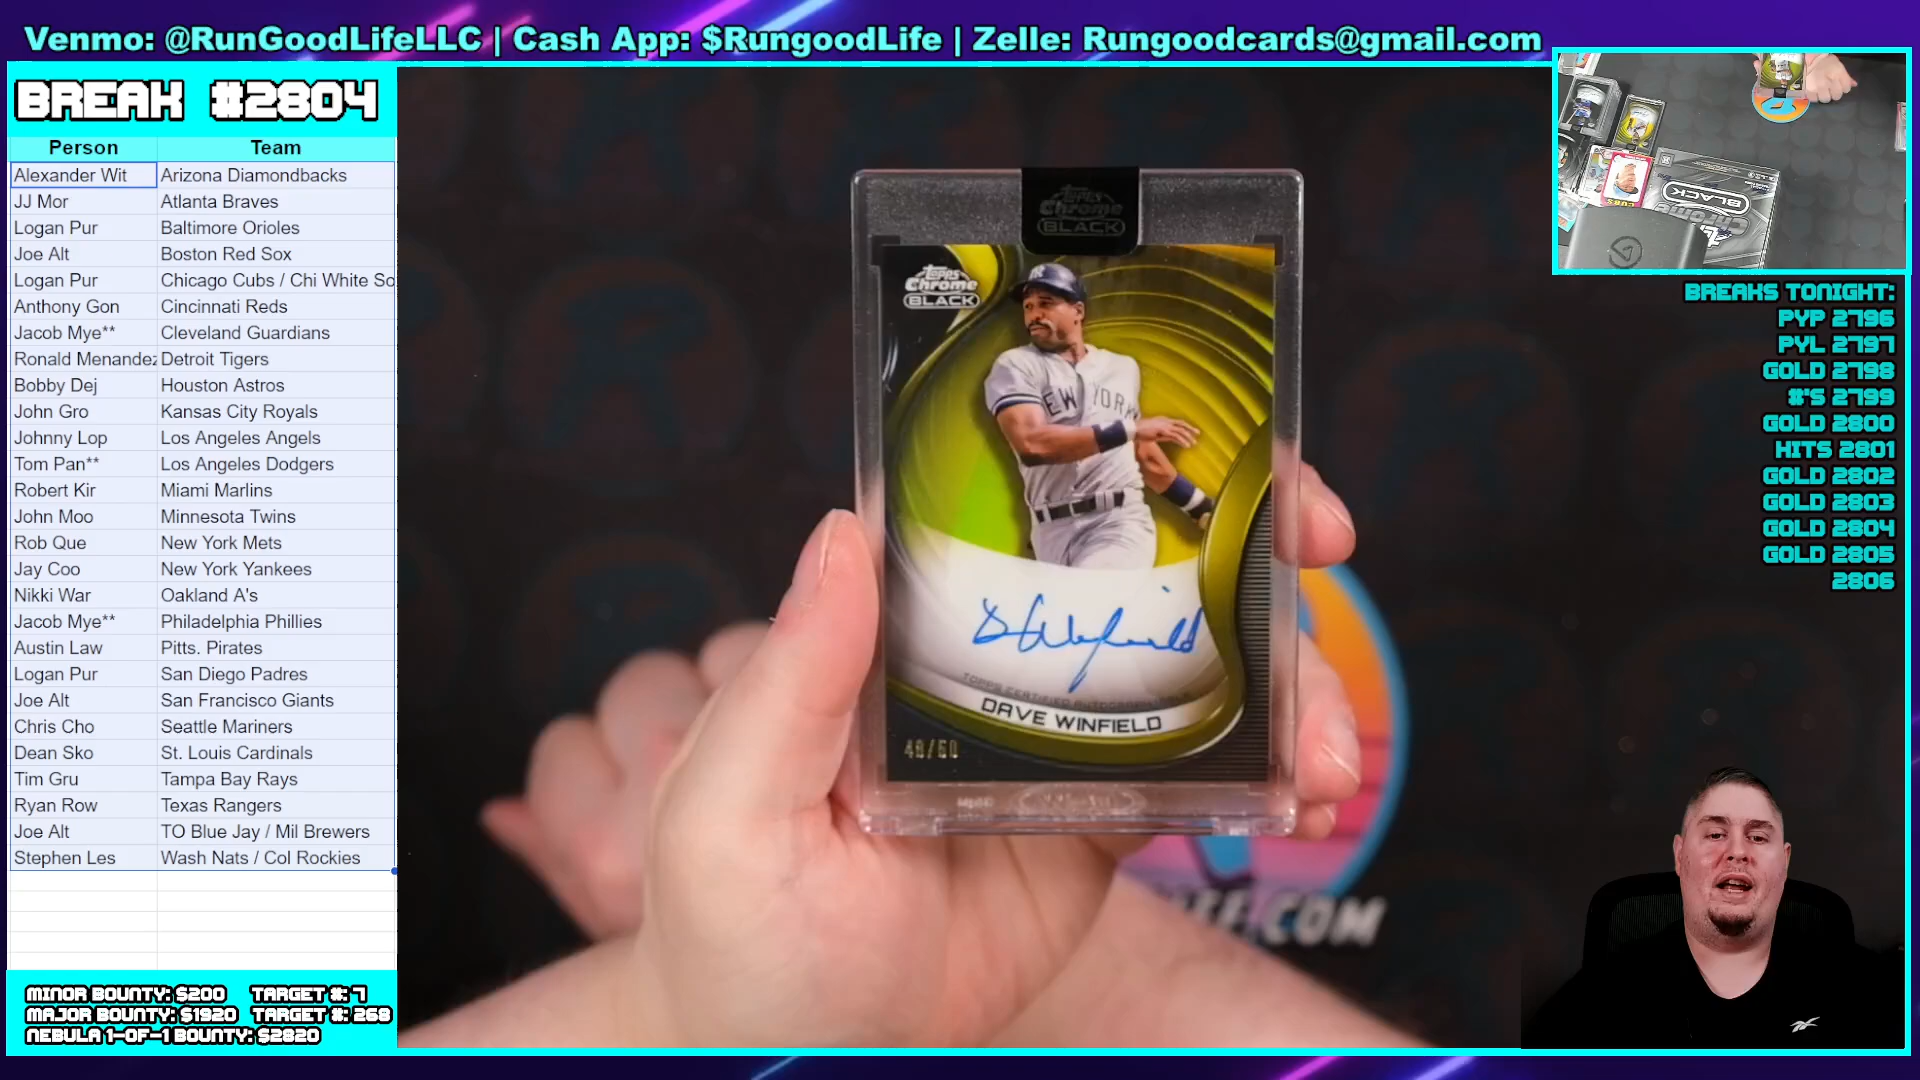 Venmo: @RunGoodLifeLLC | Cash App: $RungoodLife | Zelle: Rungoodcards@gmail.com
BREAK #2804
Person Team
Alexander Wit Arizona Diamondbacks
JJ Mor Atlanta Braves
Logan Pur Baltimore Orioles
Joe Alt Boston Red Sox
Logan Pur Chicago Cubs / Chi White So
Anthony Gon Cincinnati Reds
Jacob Mye** Cleveland Guardians
Ronald Menandez Detroit Tigers
Bobby Dej Houston Astros
John Gro Kansas City Royals
Johnny Lop Los Angeles Angels
Tom Pan** Los Angeles Dodgers
Robert Kir Miami Marlins
John Moo Minnesota Twins
Rob Que New York Mets
Jay Coo New York Yankees
Nikki War Oakland A's
Jacob Mye** Philadelphia Phillies
Austin Law Pitts. Pirates
Logan Pur San Diego Padres
Joe Alt San Francisco Giants
Chris Cho Seattle Mariners
Dean Sko St. Louis Cardinals
Tim Gru Tampa Bay Rays
Ryan Row Texas Rangers
Joe Alt TO Blue Jay / Mil Brewers
Stephen Les Wash Nats / Col Rockies
MINOR BOUNTY: $200 TARGET #: 7
MAJOR BOUNTY: $1920 TARGET #: 268
NEBULA 1-OF-1 BOUNTY: $2820
Topps
Chrome
BLACK
Topps
Chrome
BLACK
NY
EW YORK
D Winfield
TOPPS CERTIFIED AUTOGRAPH
DAVE WINFIELD
.COM
CUBS
Chrome
BLACK
BREAKS TONIGHT:
PYP 2796
PYL 2797
GOLD 2798
#'S 2799
GOLD 2800
HITS 2801
GOLD 2802
GOLD 2803
GOLD 2804
GOLD 2805
2806